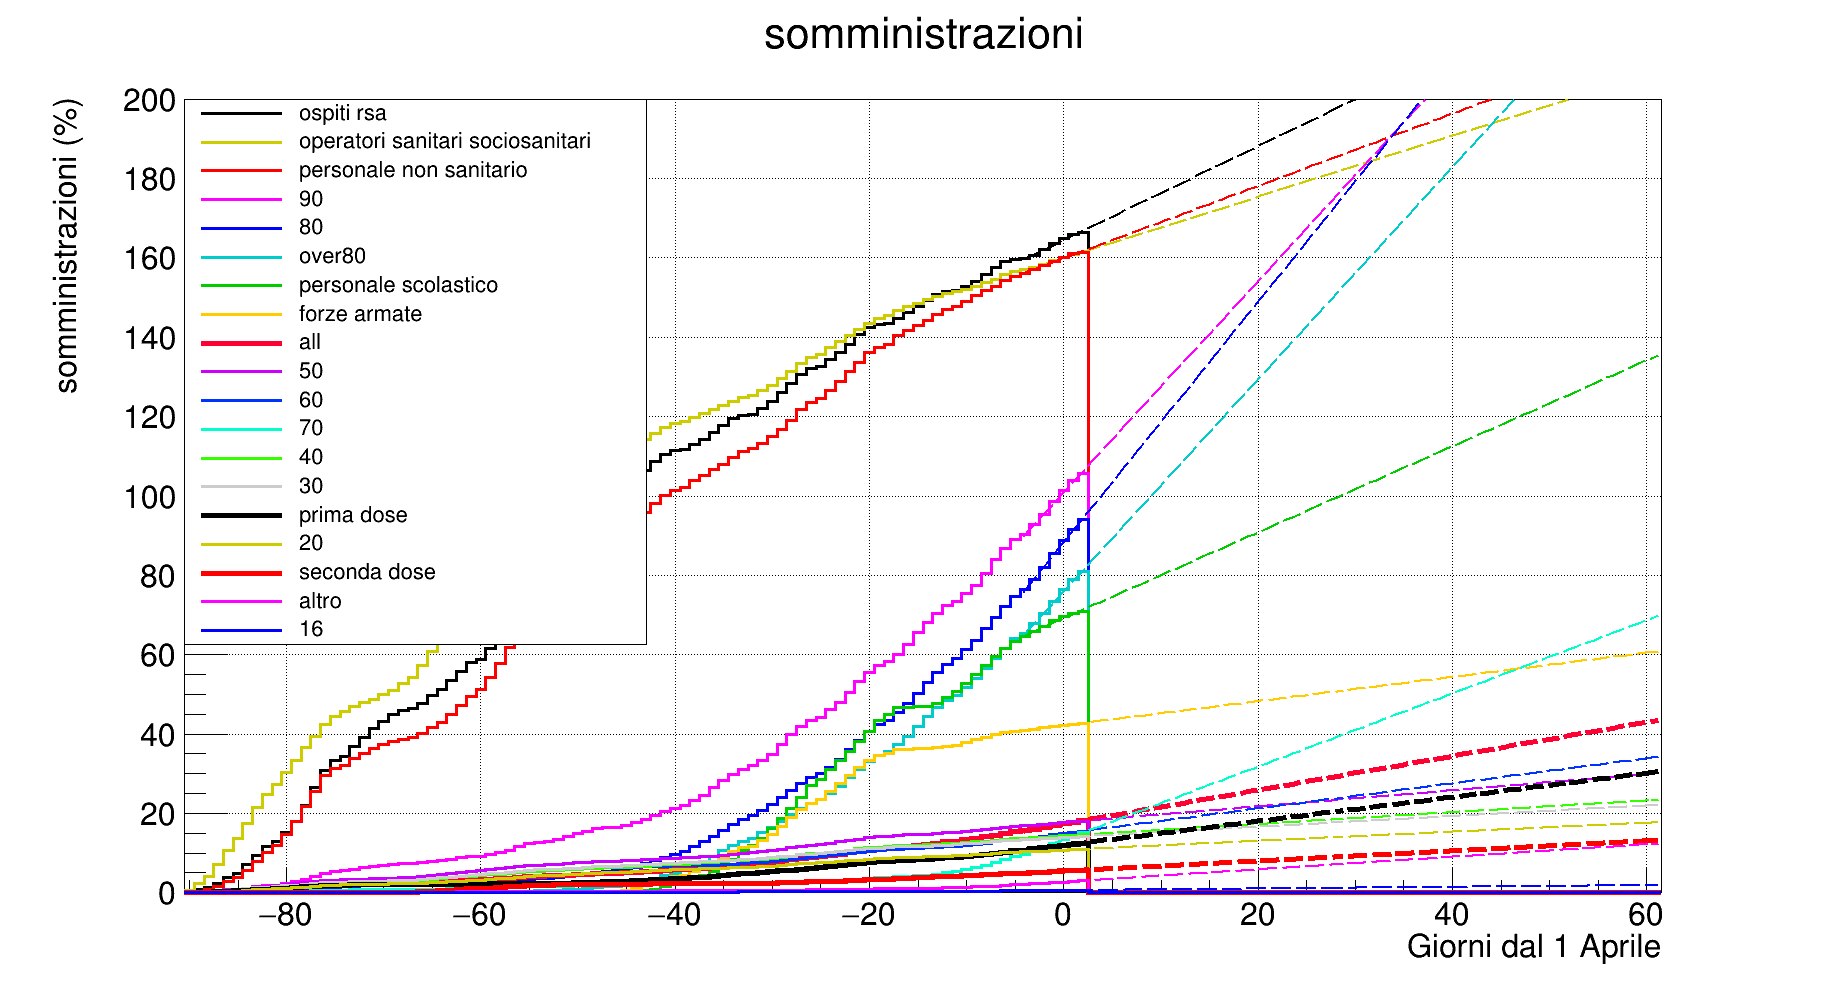 somministrazioni
somministrazioni (%)
200
180
160
140
120
100
80
60
40
20
0
ospiti rsa
operatori sanitari sociosanitari
personale non sanitario
90
80
over80
personale scolastico
forze armate
all
50
60
70
40
30
prima dose
20
seconda dose
altro
16
−80 −60 −40 −20 0 20 40 60
Giorni dal 1 Aprile